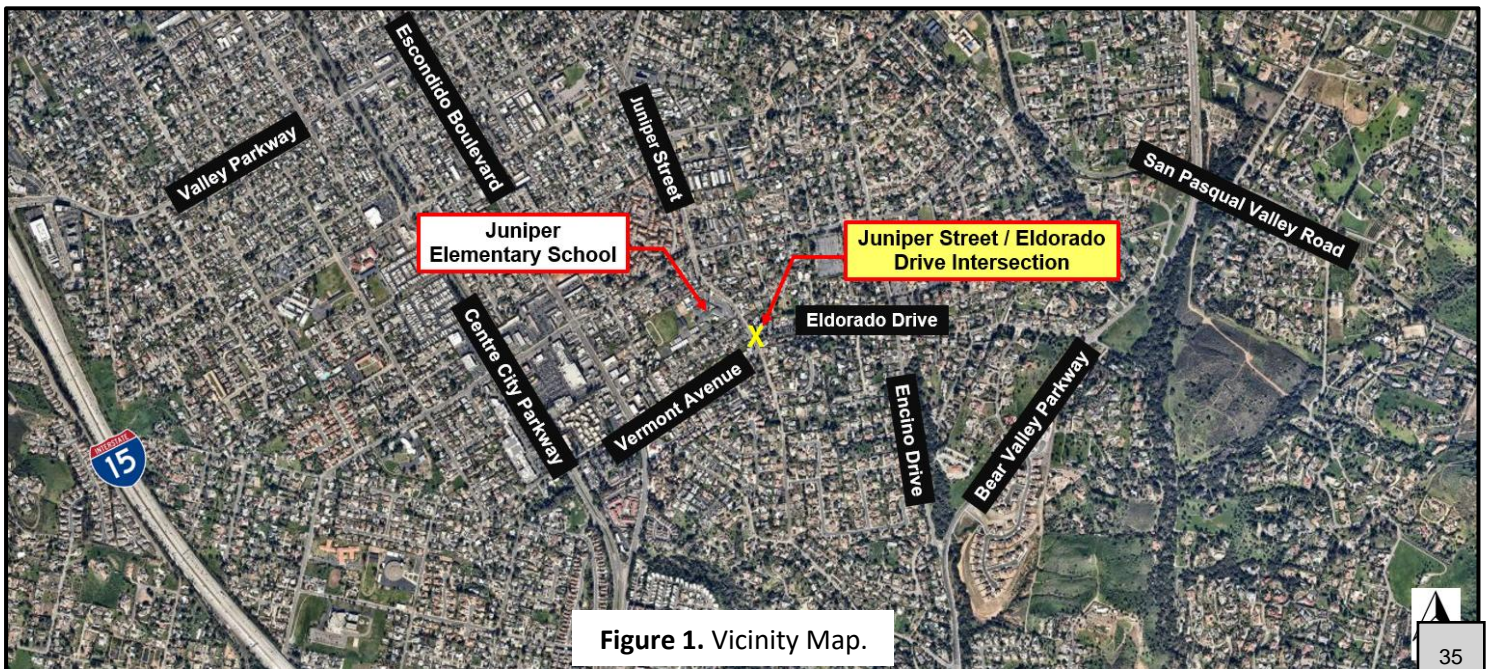 Escondido Boulevard
Juniper Street
Valley Parkway
San Pasqual Valley Road
Juniper
Elementary School
Juniper Street / Eldorado
Drive Intersection
X
Eldorado Drive
Centre City Parkway
Vermont Avenue
Encino Drive
Bear Valley Parkway
INTERSTATE
15
Figure 1. Vicinity Map.
35